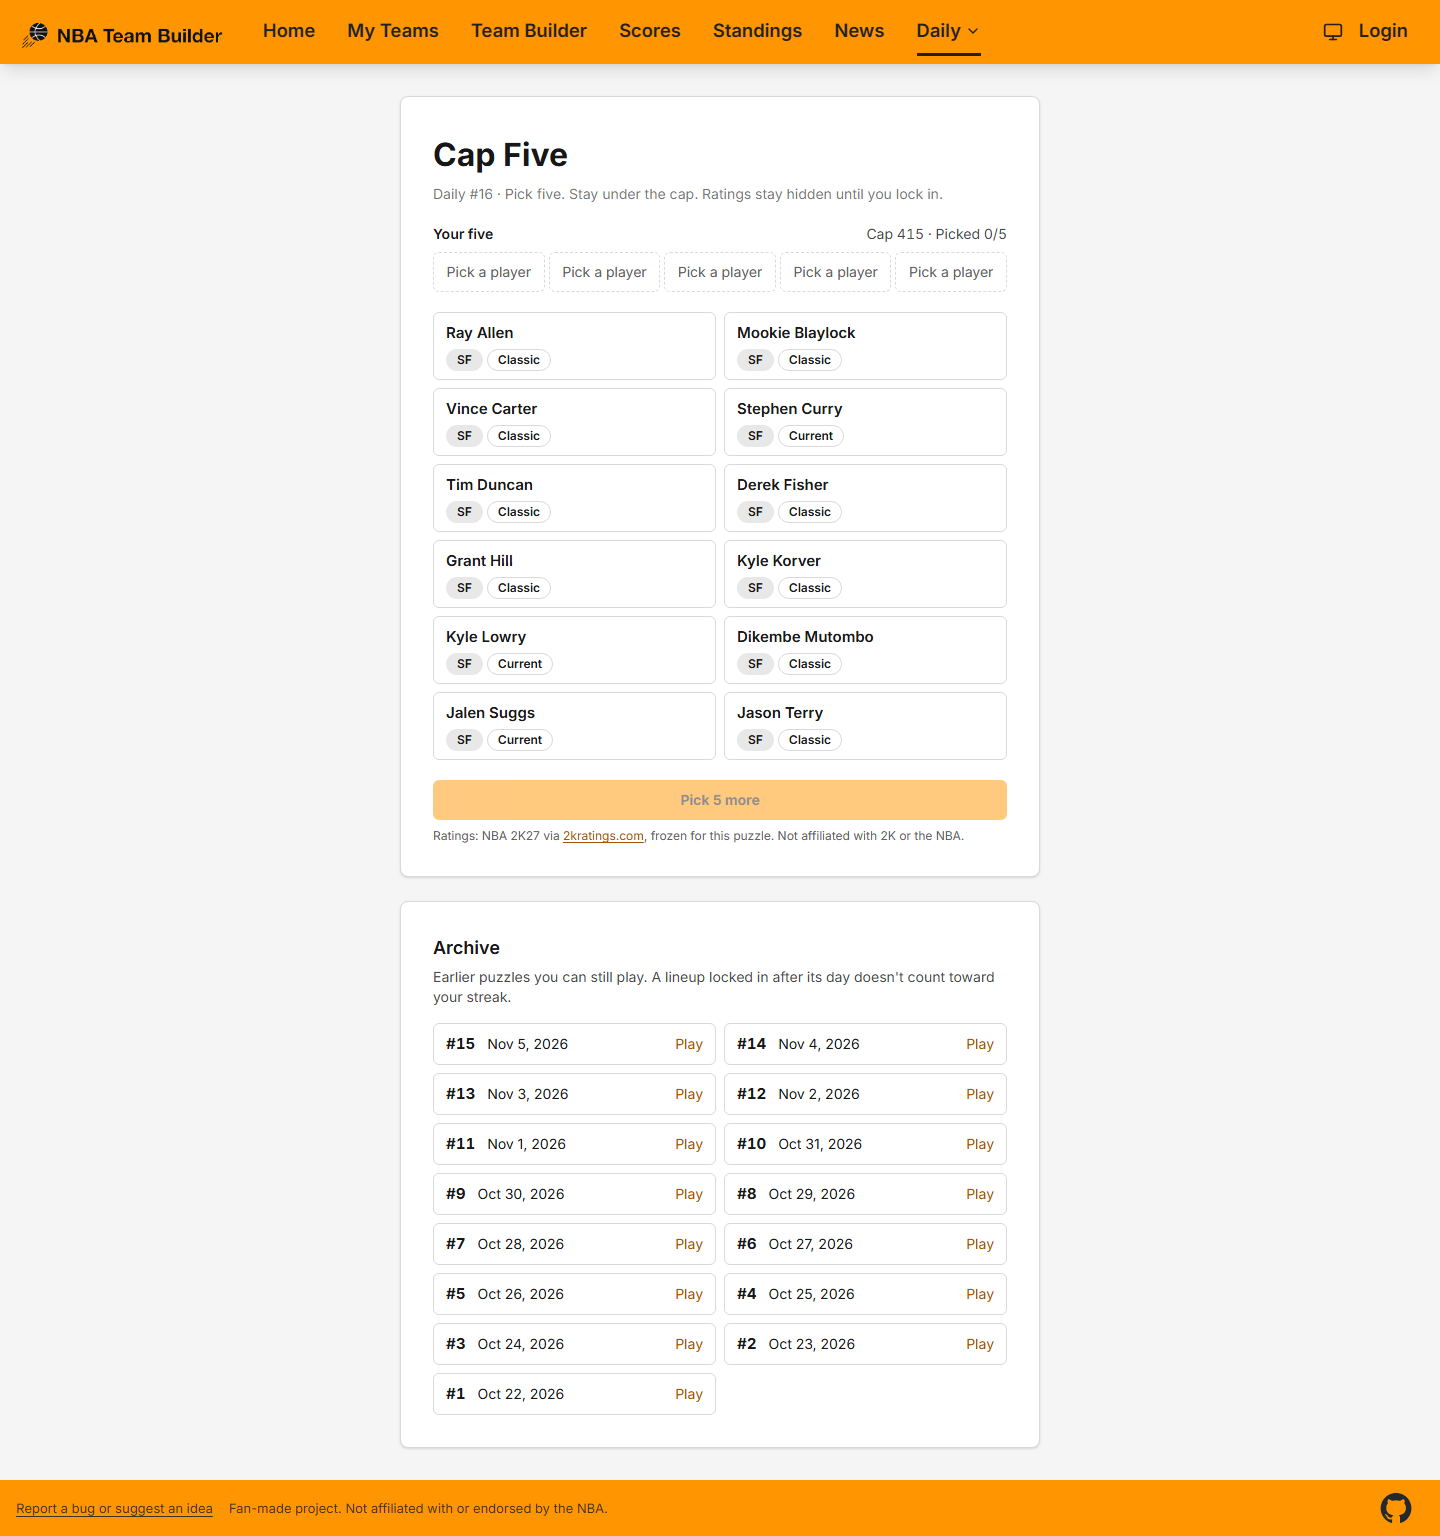 NBA Team Builder
Home
My Teams
Team Builder
Scores
Standings
News
Daily
Login
Cap Five
Daily #16 · Pick five. Stay under the cap. Ratings stay hidden until you lock in.
Your five
Cap 415 · Picked 0/5
Pick a player
Pick a player
Pick a player
Pick a player
Pick a player
Ray Allen
SF Classic
Mookie Blaylock
SF Classic
Vince Carter
SF Classic
Stephen Curry
SF Current
Tim Duncan
SF Classic
Derek Fisher
SF Classic
Grant Hill
SF Classic
Kyle Korver
SF Classic
Kyle Lowry
SF Current
Dikembe Mutombo
SF Classic
Jalen Suggs
SF Current
Jason Terry
SF Classic
Pick 5 more
Ratings: NBA 2K27 via 2kratings.com, frozen for this puzzle. Not affiliated with 2K or the NBA.
Archive
Earlier puzzles you can still play. A lineup locked in after its day doesn't count toward
your streak.
#15 Nov 5, 2026 Play
#14 Nov 4, 2026 Play
#13 Nov 3, 2026 Play
#12 Nov 2, 2026 Play
#11 Nov 1, 2026 Play
#10 Oct 31, 2026 Play
#9 Oct 30, 2026 Play
#8 Oct 29, 2026 Play
#7 Oct 28, 2026 Play
#6 Oct 27, 2026 Play
#5 Oct 26, 2026 Play
#4 Oct 25, 2026 Play
#3 Oct 24, 2026 Play
#2 Oct 23, 2026 Play
#1 Oct 22, 2026 Play
Report a bug or suggest an idea
Fan-made project. Not affiliated with or endorsed by the NBA.